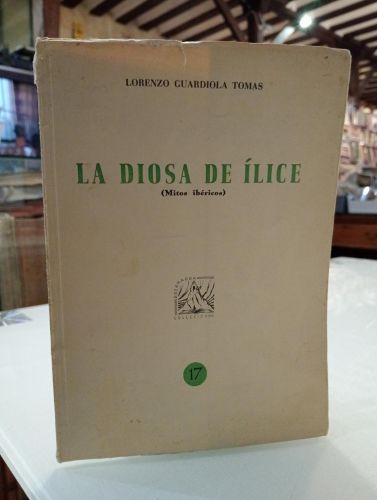 LORENZO GUARDIOLA TOMAS
LA DIOSA DE ÍLICE
(Mitos ibéricos)
17